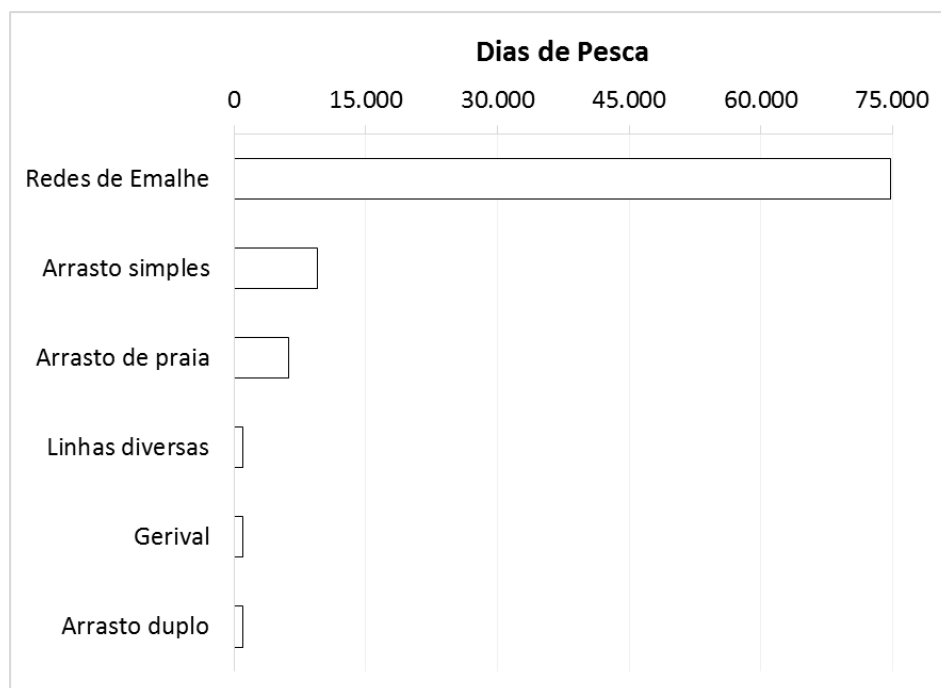 Dias de Pesca
0 15.000 30.000 45.000 60.000 75.000
Redes de Emalhe
Arrasto simples
Arrasto de praia
Linhas diversas
Gerival
Arrasto duplo